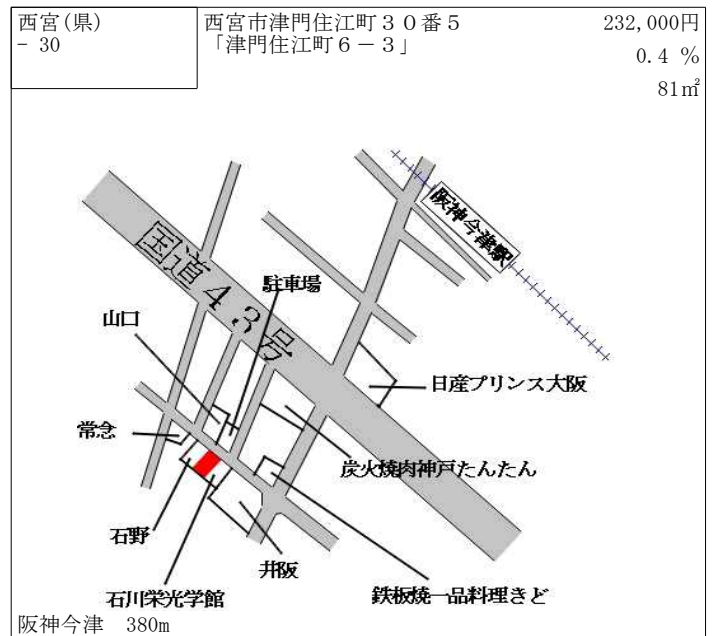 西宮(県)
- 30
西宮市津門住江町３０番５
「津門住江町６－３」
232,000円
0.4 %
81㎡
阪神今津駅
国道４３号
駐車場
山口
日産プリンス大阪
常念
炭火焼肉神戸たんたん
石野
井阪
石川栄光学館
鉄板焼一品料理きど
阪神今津　380m